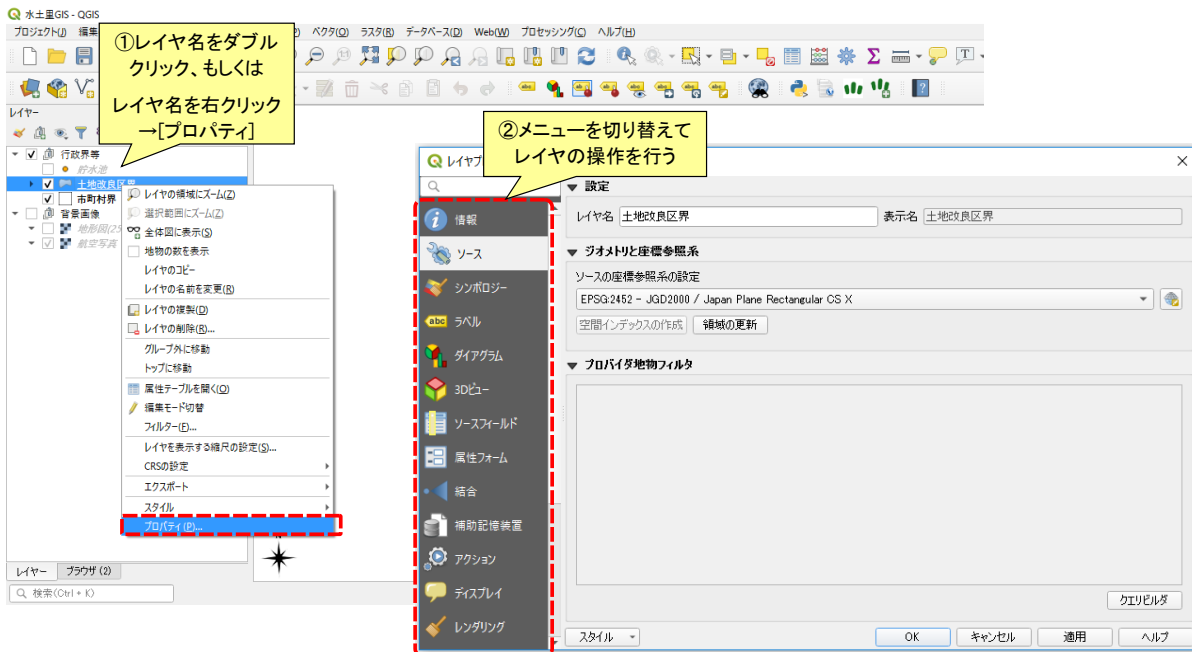 水土里GIS - QGIS
プロジェクト(J) 編集
ベクタ(O) ラスタ(R) データベース(D) Web(W) プロセッシング(C) ヘルプ(H)
①レイヤ名をダブル
クリック、もしくは
レイヤ名を右クリック
→[プロパティ]
レイヤー
行政界等
貯水池
土地改良区界
市町村界
背景画像
地形図(25
航空写真
レイヤの領域にズーム(Z)
選択範囲にズーム(Z)
全体図に表示(S)
地物の数を表示
レイヤのコピー
レイヤの名前を変更(R)
レイヤの複製(D)
レイヤの削除(R)...
グループ外に移動
トップに移動
属性テーブルを開く(O)
編集モード切替
フィルター(F)...
レイヤを表示する縮尺の設定(S)...
CRSの設定
エクスポート
スタイル
プロパティ(P)...
レイヤー ブラウザ (2)
検索(Ctrl + K)
②メニューを切り替えて
レイヤの操作を行う
レイヤプ
情報
ソース
シンボロジー
abc ラベル
ダイアグラム
3Dビュー
ソースフィールド
属性フォーム
結合
補助記憶装置
アクション
ディスプレイ
レンダリング
設定
レイヤ名 土地改良区界 表示名 土地改良区界
ジオメトリと座標参照系
ソースの座標参照系の設定
EPSG:2452 - JGD2000 / Japan Plane Rectangular CS X
空間インデックスの作成 領域の更新
プロバイダ地物フィルタ
クエリビルダ
スタイル OK キャンセル 適用 ヘルプ